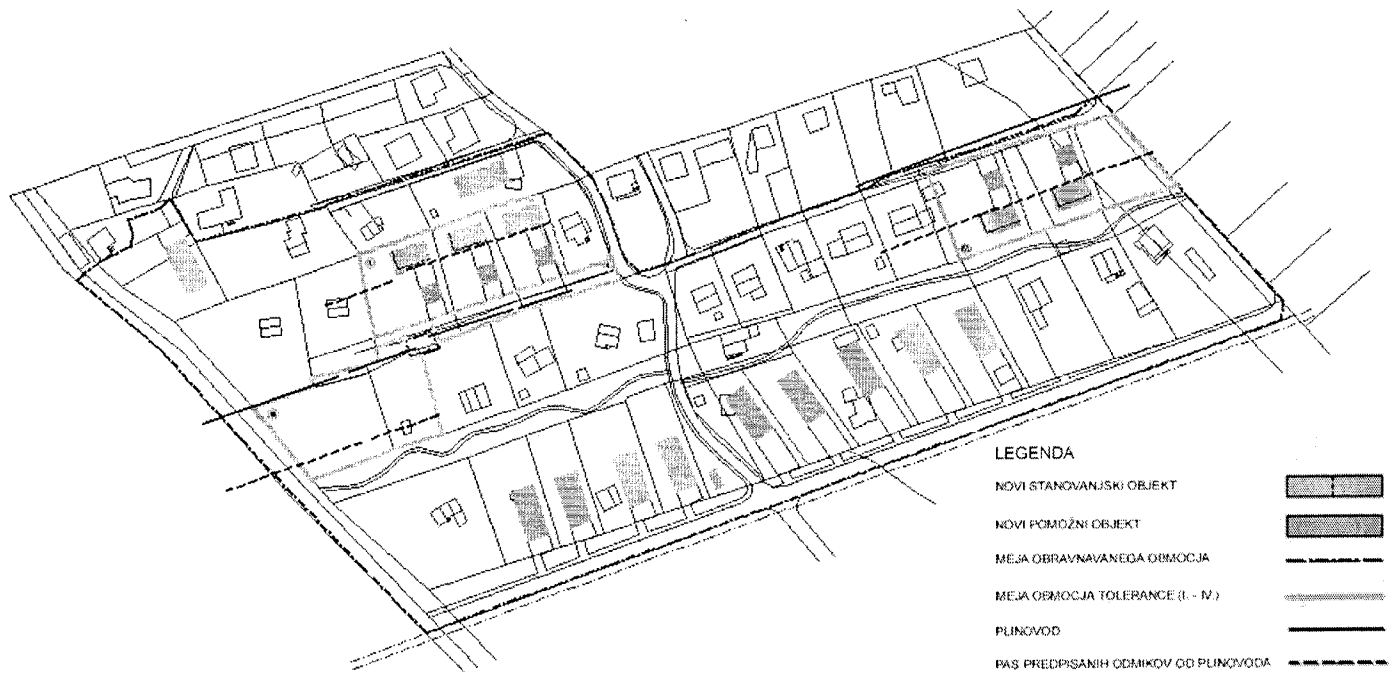 LEGENDA
NOVI STANOVANJSKI OBJEKT
NOVI POMOŽNI OBJEKT
MEJA OBRAVNAVANEGA OBMOČJA
MEJA OBMOČJA TOLERANCE (I. - IV.)
PLINOVOD
PAS PREDPISANIH ODMIKOV OD PLINOVODA